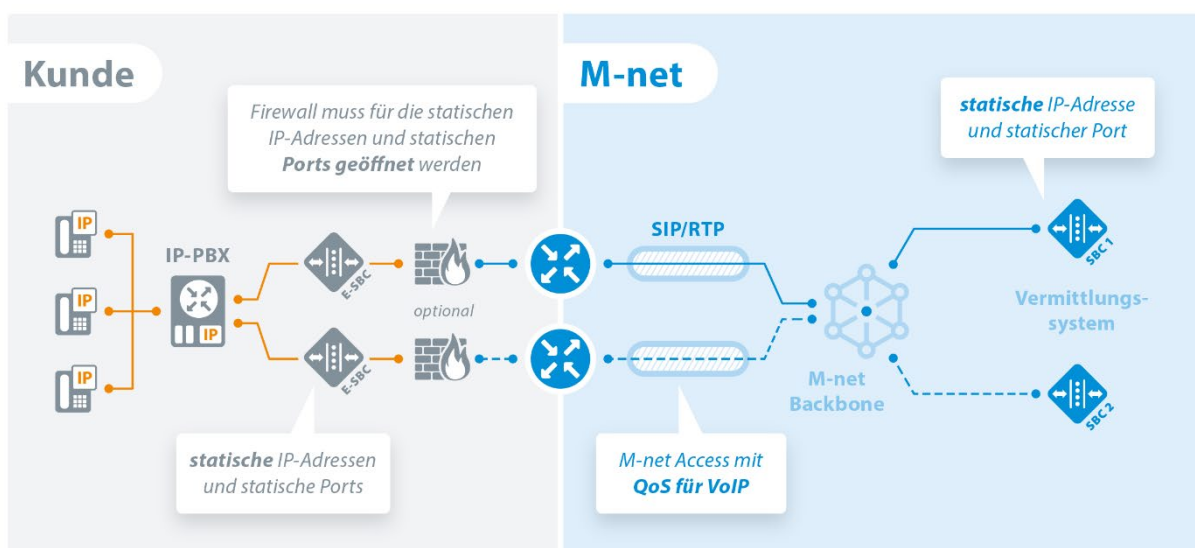 Kunde
M-net
Firewall muss für die statischen
IP-Adressen und statischen
Ports geöffnet werden
statische IP-Adresse
und statischer Port
IP
IP
IP
IP-PBX
IP
E-SBC
E-SBC
optional
SIP/RTP
SBC 1
Vermittlungs-
system
M-net
Backbone
SBC 2
statische IP-Adressen
und statische Ports
M-net Access mit
QoS für VoIP